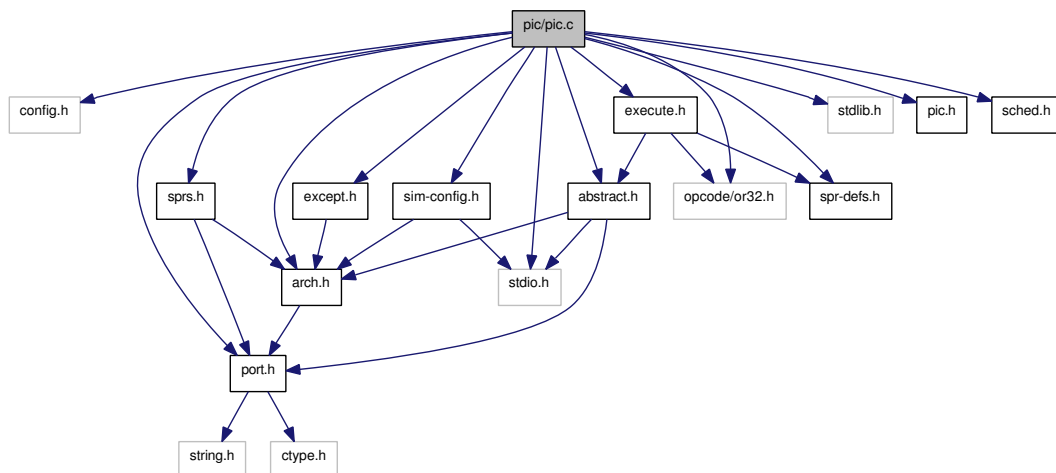 pic/pic.c
config.h
execute.h
stdlib.h
pic.h
sched.h
sprs.h
except.h
sim-config.h
abstract.h
opcode/or32.h
spr-defs.h
arch.h
stdio.h
port.h
string.h
ctype.h